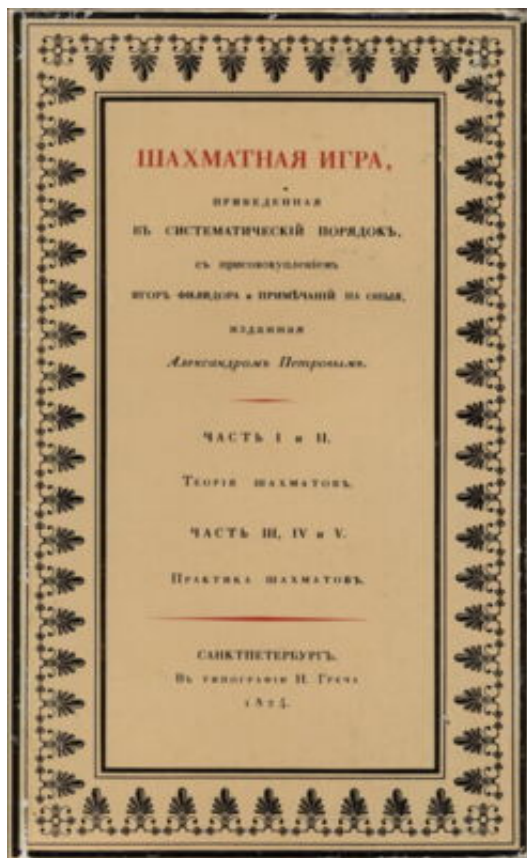 ШАХМАТНАЯ ИГРА,
ПРИВЕДЕННАЯ
ВЪ СИСТЕМАТИЧЕСКІЙ ПОРЯДОКЪ,
съ присовокупленіемъ
ИГОРЪ ФИЛИДОРА и ПРИМѢЧАНІЙ НА ОНЫЯ,
изданная
Александромъ Петровымъ.
ЧАСТЬ I и II.
Теорія шахматовъ.
ЧАСТЬ III, IV и V.
Практика шахматовъ.
САНКТПЕТЕРБУРГЪ.
Въ типографіи Н. Греча
1824.